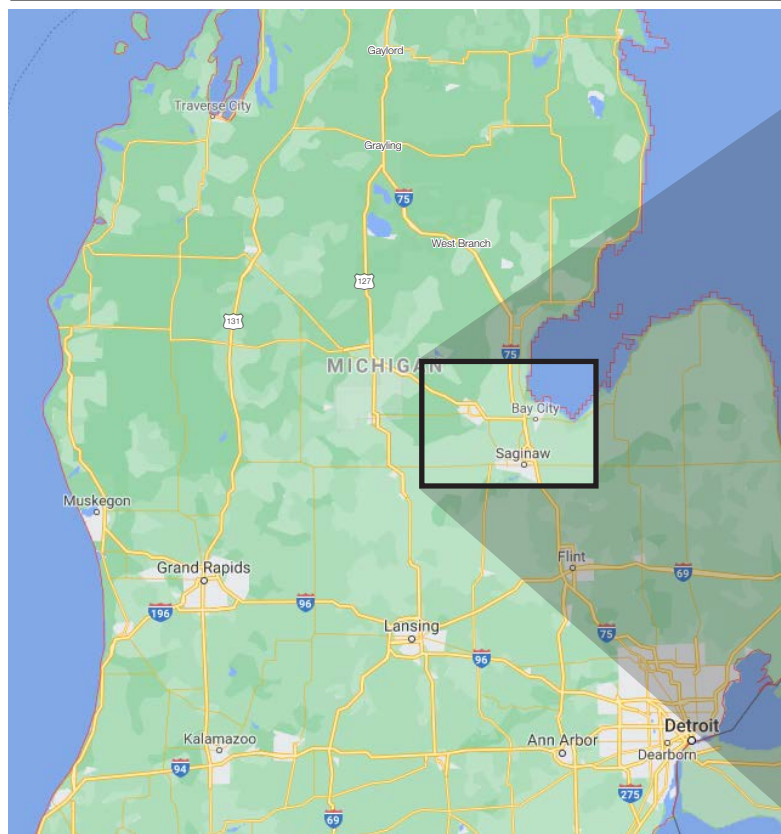 Gaylord
Traverse City
Grayling
75
West Branch
127
131
75
MICHIGAN
Bay City
Saginaw
Muskegon
Flint
Grand Rapids
69
196
96
Lansing
75
96
Detroit
Kalamazoo
Ann Arbor
Dearborn
94
275
69